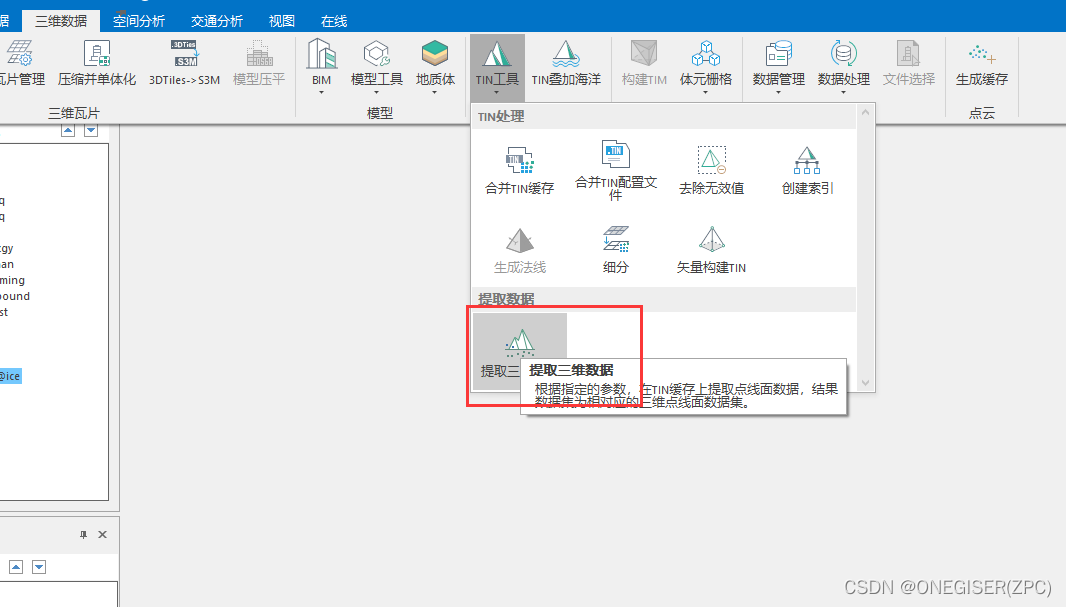 据 三维数据 空间分析 交通分析 视图 在线
瓦片管理 压缩并单体化 3DTiles->S3M 模型压平 BIM 模型工具 地质体 TIN工具 TIN叠加海洋 构建TIM 体元栅格 数据管理 数据处理 文件选择 生成缓存
三维瓦片 模型 点云
TIN处理
合并TIN缓存 合并TIN配置文件 去除无效值 创建索引
生成法线 细分 矢量构建TIN
提取数据
提取三
提取三维数据
根据指定的参数，在TIN缓存上提取点线面数据，结果
数据集为相对应的三维点线面数据集。
q
q
gy
an
ming
ound
st
@ice
CSDN @ONEGISER(ZPC)